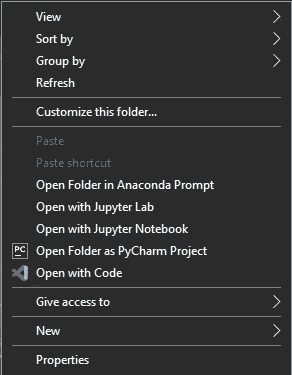 View
Sort by
Group by
Refresh
Customize this folder...
Paste
Paste shortcut
Open Folder in Anaconda Prompt
Open with Jupyter Lab
Open with Jupyter Notebook
PC Open Folder as PyCharm Project
Open with Code
Give access to
New
Properties